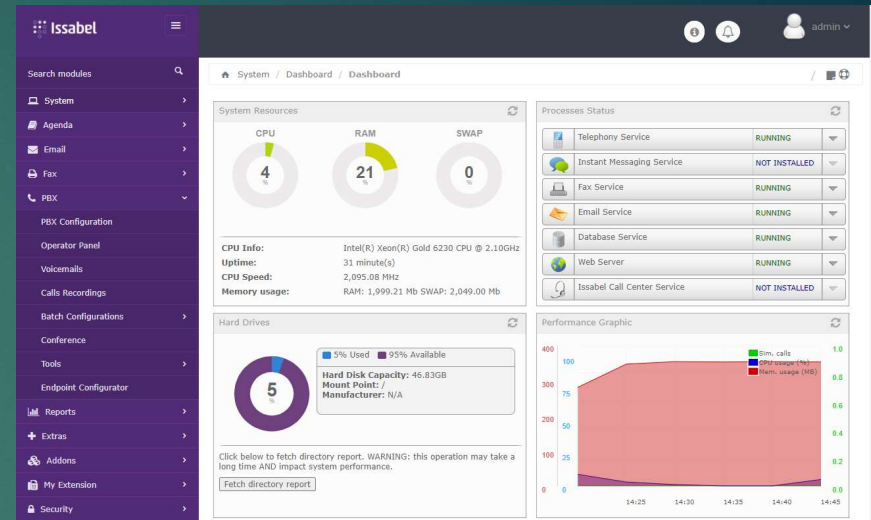 Issabel
admin
Search modules
System / Dashboard / Dashboard /
System
Agenda
Email
Fax
PBX
PBX Configuration
Operator Panel
Voicemails
Calls Recordings
Batch Configurations
Conference
Tools
Endpoint Configurator
Reports
Extras
Addons
My Extension
Security
System Resources
CPU RAM SWAP
4 21 0
% % %
CPU Info: Intel(R) Xeon(R) Gold 6230 CPU @ 2.10GHz
Uptime: 31 minute(s)
CPU Speed: 2,095.08 MHz
Memory usage: RAM: 1,999.21 Mb SWAP: 2,049.00 Mb
Processes Status
Telephony Service RUNNING
Instant Messaging Service NOT INSTALLED
Fax Service RUNNING
Email Service RUNNING
Database Service RUNNING
Web Server RUNNING
Issabel Call Center Service NOT INSTALLED
Hard Drives
5% Used 95% Available
5
%
Hard Disk Capacity: 46.83GB
Mount Point: /
Manufacturer: N/A
Click below to fetch directory report. WARNING: this operation may take a
long time AND impact system performance.
Fetch directory report
Performance Graphic
Sim. calls
CPU usage (%)
Mem. usage (MB)
400 100 1.0
300 75 0.8
0.6
200 50 0.4
100 25 0.2
0 0 0.0
14:25 14:30 14:35 14:40 14:45